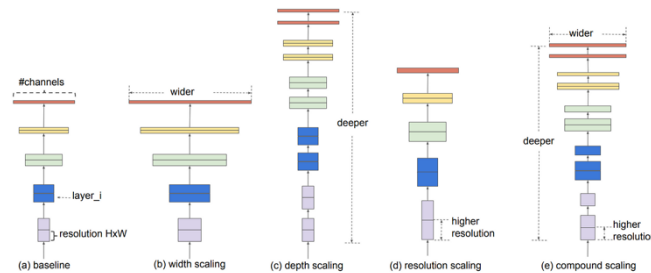 #channels
layer_i
resolution HxW
(a) baseline
wider
(b) width scaling
deeper
(c) depth scaling
higher
resolution
(d) resolution scaling
wider
deeper
higher
resolution
(e) compound scaling